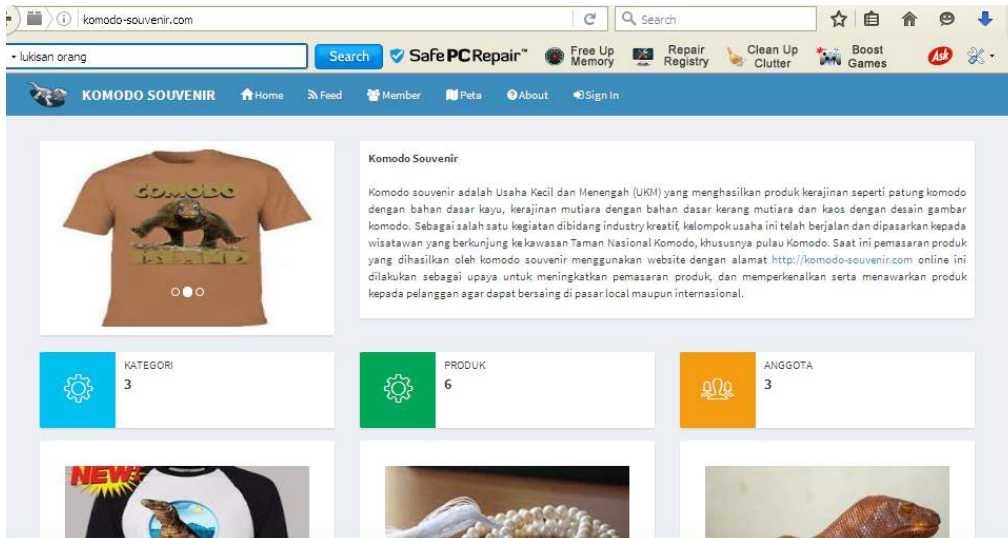 komodo-souvenir.com
Search
lukisan orang
Search
Safe PC Repair™
Free Up Memory
Repair Registry
Clean Up Clutter
Boost Games
Ask
KOMODO SOUVENIR
Home
Feed
Member
Peta
About
Sign In
COMODO
ISLAND
Komodo Souvenir
Komodo souvenir adalah Usaha Kecil dan Menengah (UKM) yang menghasilkan produk kerajinan seperti patung komodo
dengan bahan dasar kayu, kerajinan mutiara dengan bahan dasar kerang mutiara dan kaos dengan desain gambar
komodo. Sebagai salah satu kegiatan dibidang industry kreatif, kelompok usaha ini telah berjalan dan dipasarkan kepada
wisatawan yang berkunjung ke kawasan Taman Nasional Komodo, khususnya pulau Komodo. Saat ini pemasaran produk
yang dihasilkan oleh komodo souvenir menggunakan website dengan alamat http://komodo-souvenir.com online ini
dilakukan sebagai upaya untuk meningkatkan pemasaran produk, dan memperkenalkan serta menawarkan produk
kepada pelanggan agar dapat bersaing di pasar local maupun internasional.
KATEGORI
3
PRODUK
6
ANGGOTA
3
NEW!